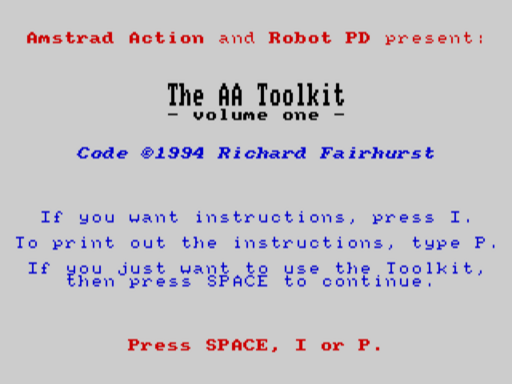 Amstrad Action and Robot PD present:
The AA Toolkit
- volume one -
Code ©1994 Richard Fairhurst
If you want instructions, press I.
To print out the instructions, type P.
If you just want to use the Toolkit,
then press SPACE to continue.
Press SPACE, I or P.